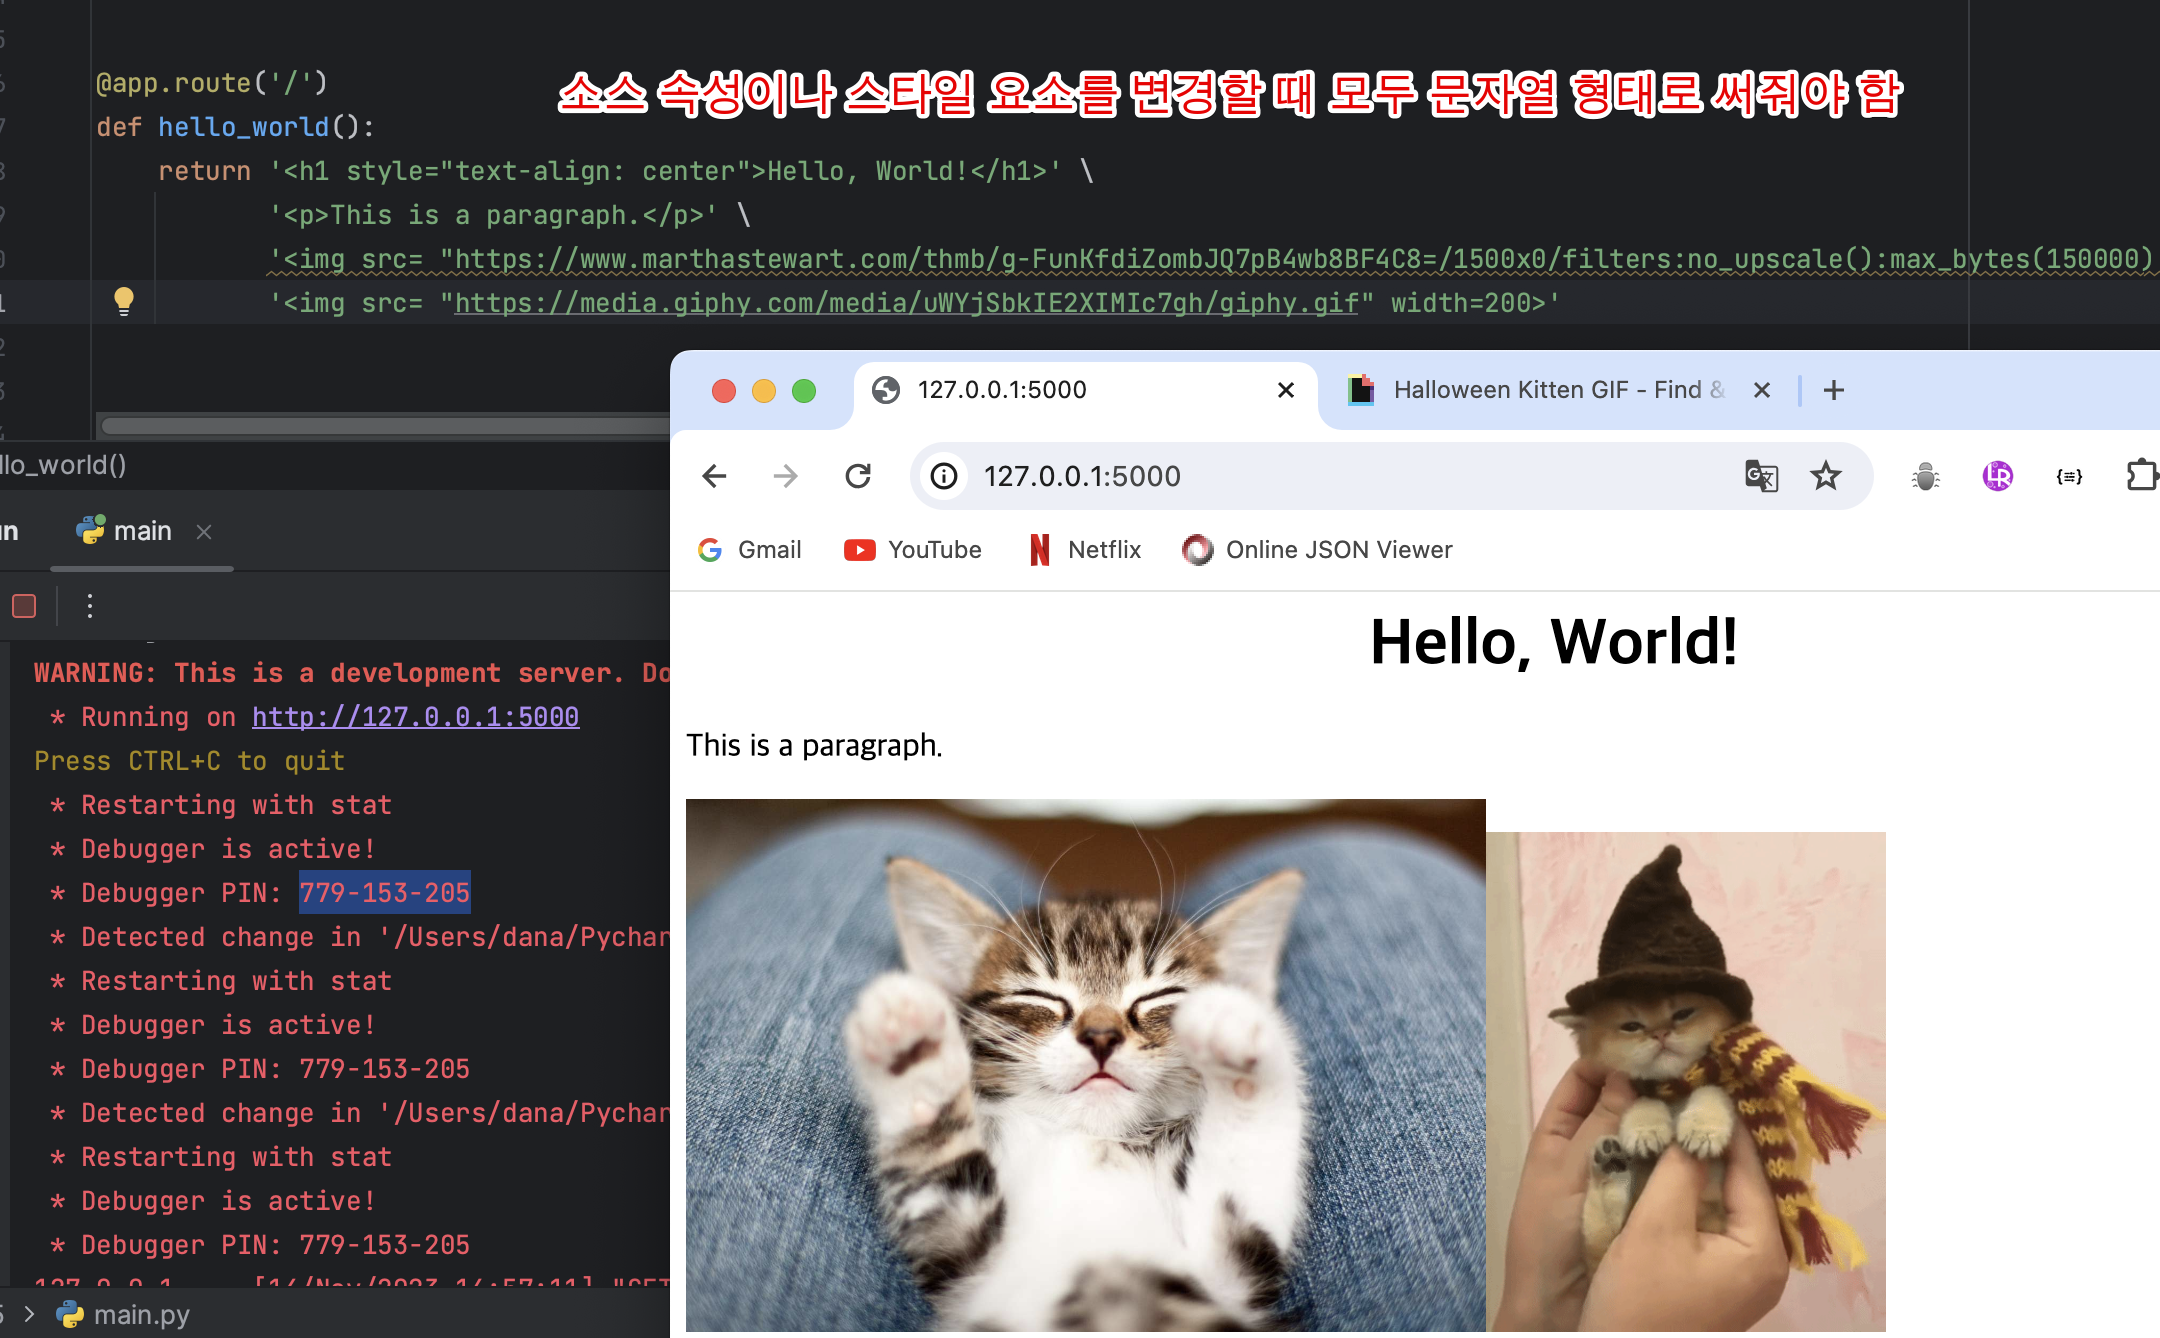 @app.route('/')
소스 속성이나 스타일 요소를 변경할 때 모두 문자열 형태로 써줘야 함
def hello_world():
return '<h1 style="text-align: center">Hello, World!</h1>' \
'<p>This is a paragraph.</p>' \
'<img src= "https://www.marthastewart.com/thmb/g-FunKfdiZombJQ7pB4wb8BF4C8=/1500x0/filters:no_upscale():max_bytes(150000)
'<img src= "https://media.giphy.com/media/uWYjSbkIE2XIMIc7gh/giphy.gif" width=200>'
llo_world()
main
WARNING: This is a development server. Do
* Running on http://127.0.0.1:5000
Press CTRL+C to quit
* Restarting with stat
* Debugger is active!
* Debugger PIN: 779-153-205
* Detected change in '/Users/dana/Pychar
* Restarting with stat
* Debugger is active!
* Debugger PIN: 779-153-205
* Detected change in '/Users/dana/Pychar
* Restarting with stat
* Debugger is active!
* Debugger PIN: 779-153-205
main.py
127.0.0.1:5000
Halloween Kitten GIF - Find &
127.0.0.1:5000
Gmail YouTube Netflix Online JSON Viewer
Hello, World!
This is a paragraph.